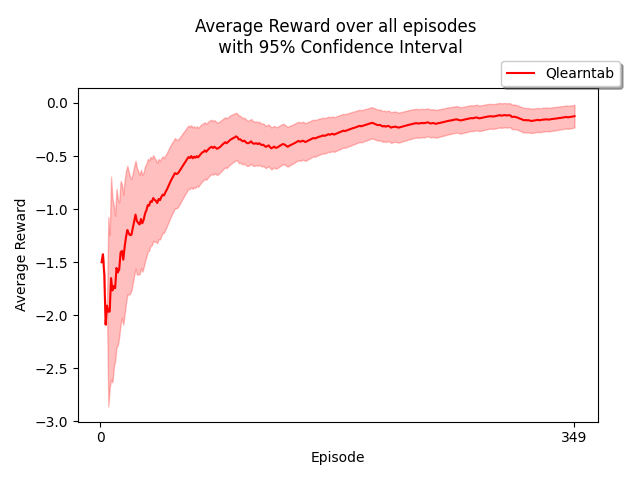 Average Reward over all episodes
with 95% Confidence Interval
Qlearntab
0.0
−0.5
−1.0
−1.5
−2.0
−2.5
−3.0
Average Reward
0
349
Episode